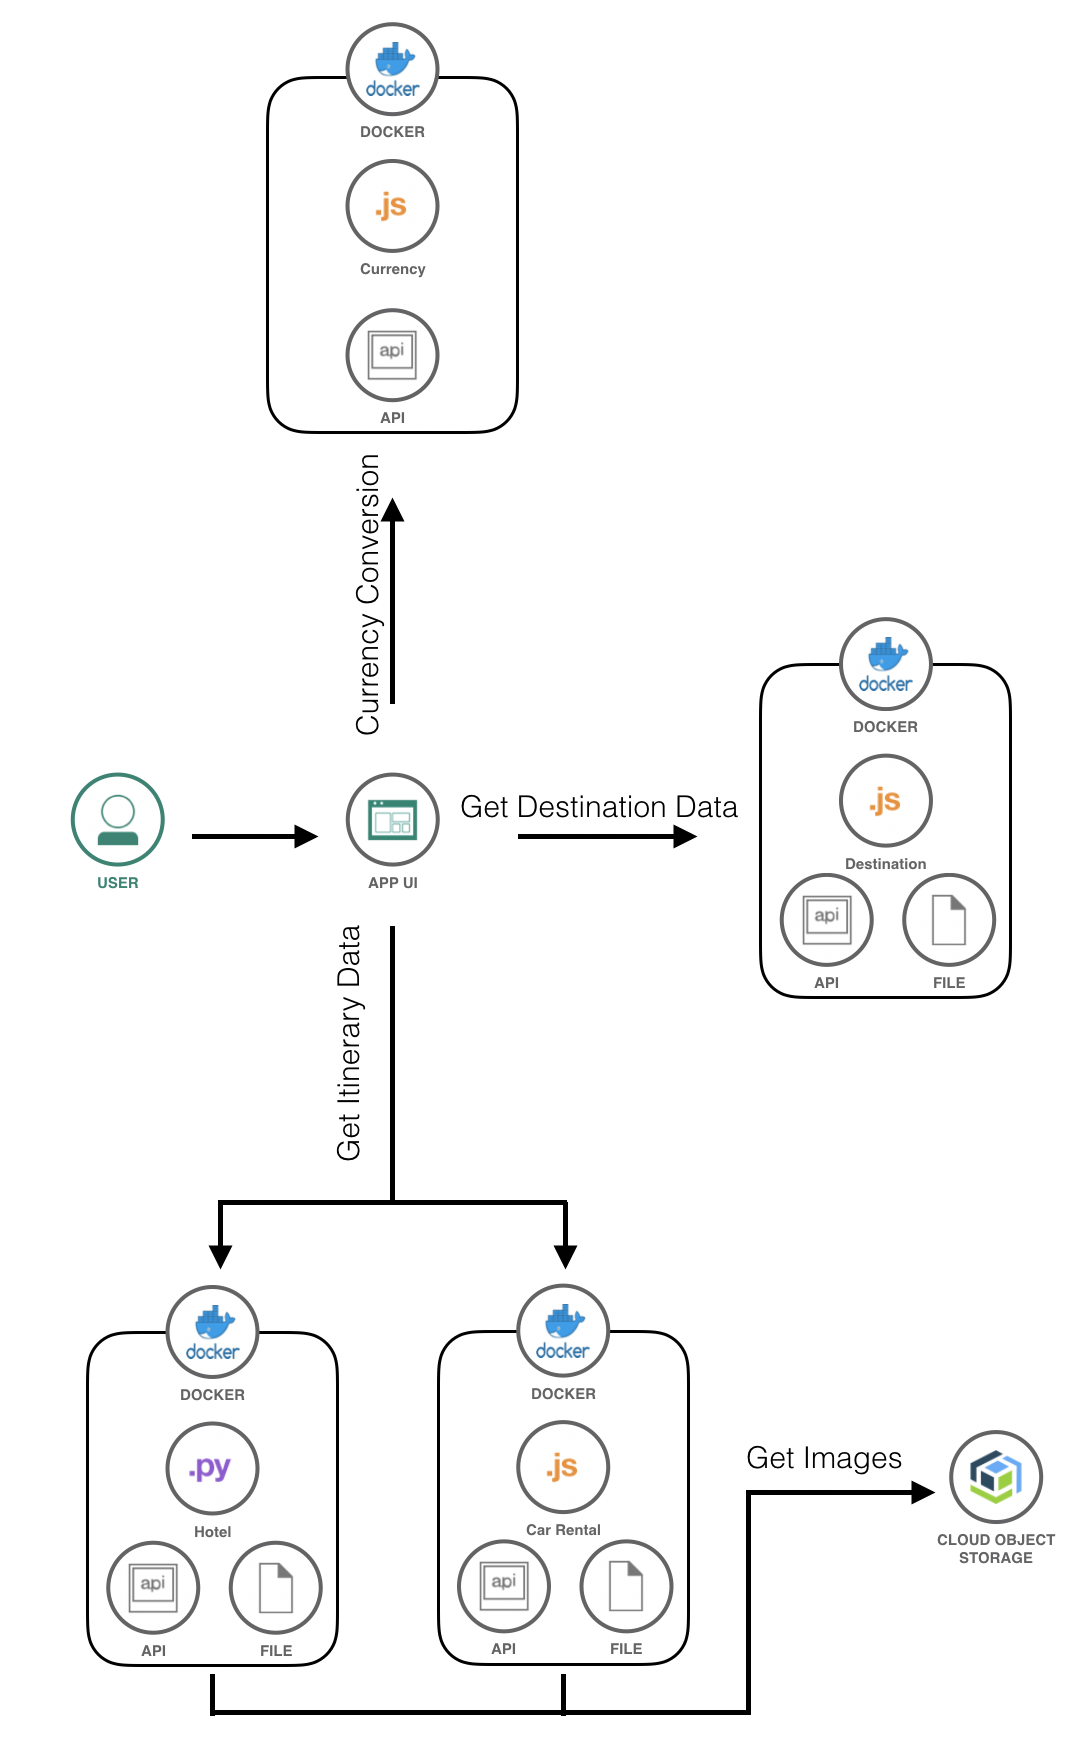 docker
DOCKER
.js
Currency
api
API
Currency Conversion
docker
DOCKER
.js
Destination
api
API
FILE
USER
APP UI
Get Destination Data
Get Itinerary Data
docker
DOCKER
.py
Hotel
api
API
FILE
docker
DOCKER
.js
Car Rental
api
API
FILE
Get Images
CLOUD OBJECT
STORAGE